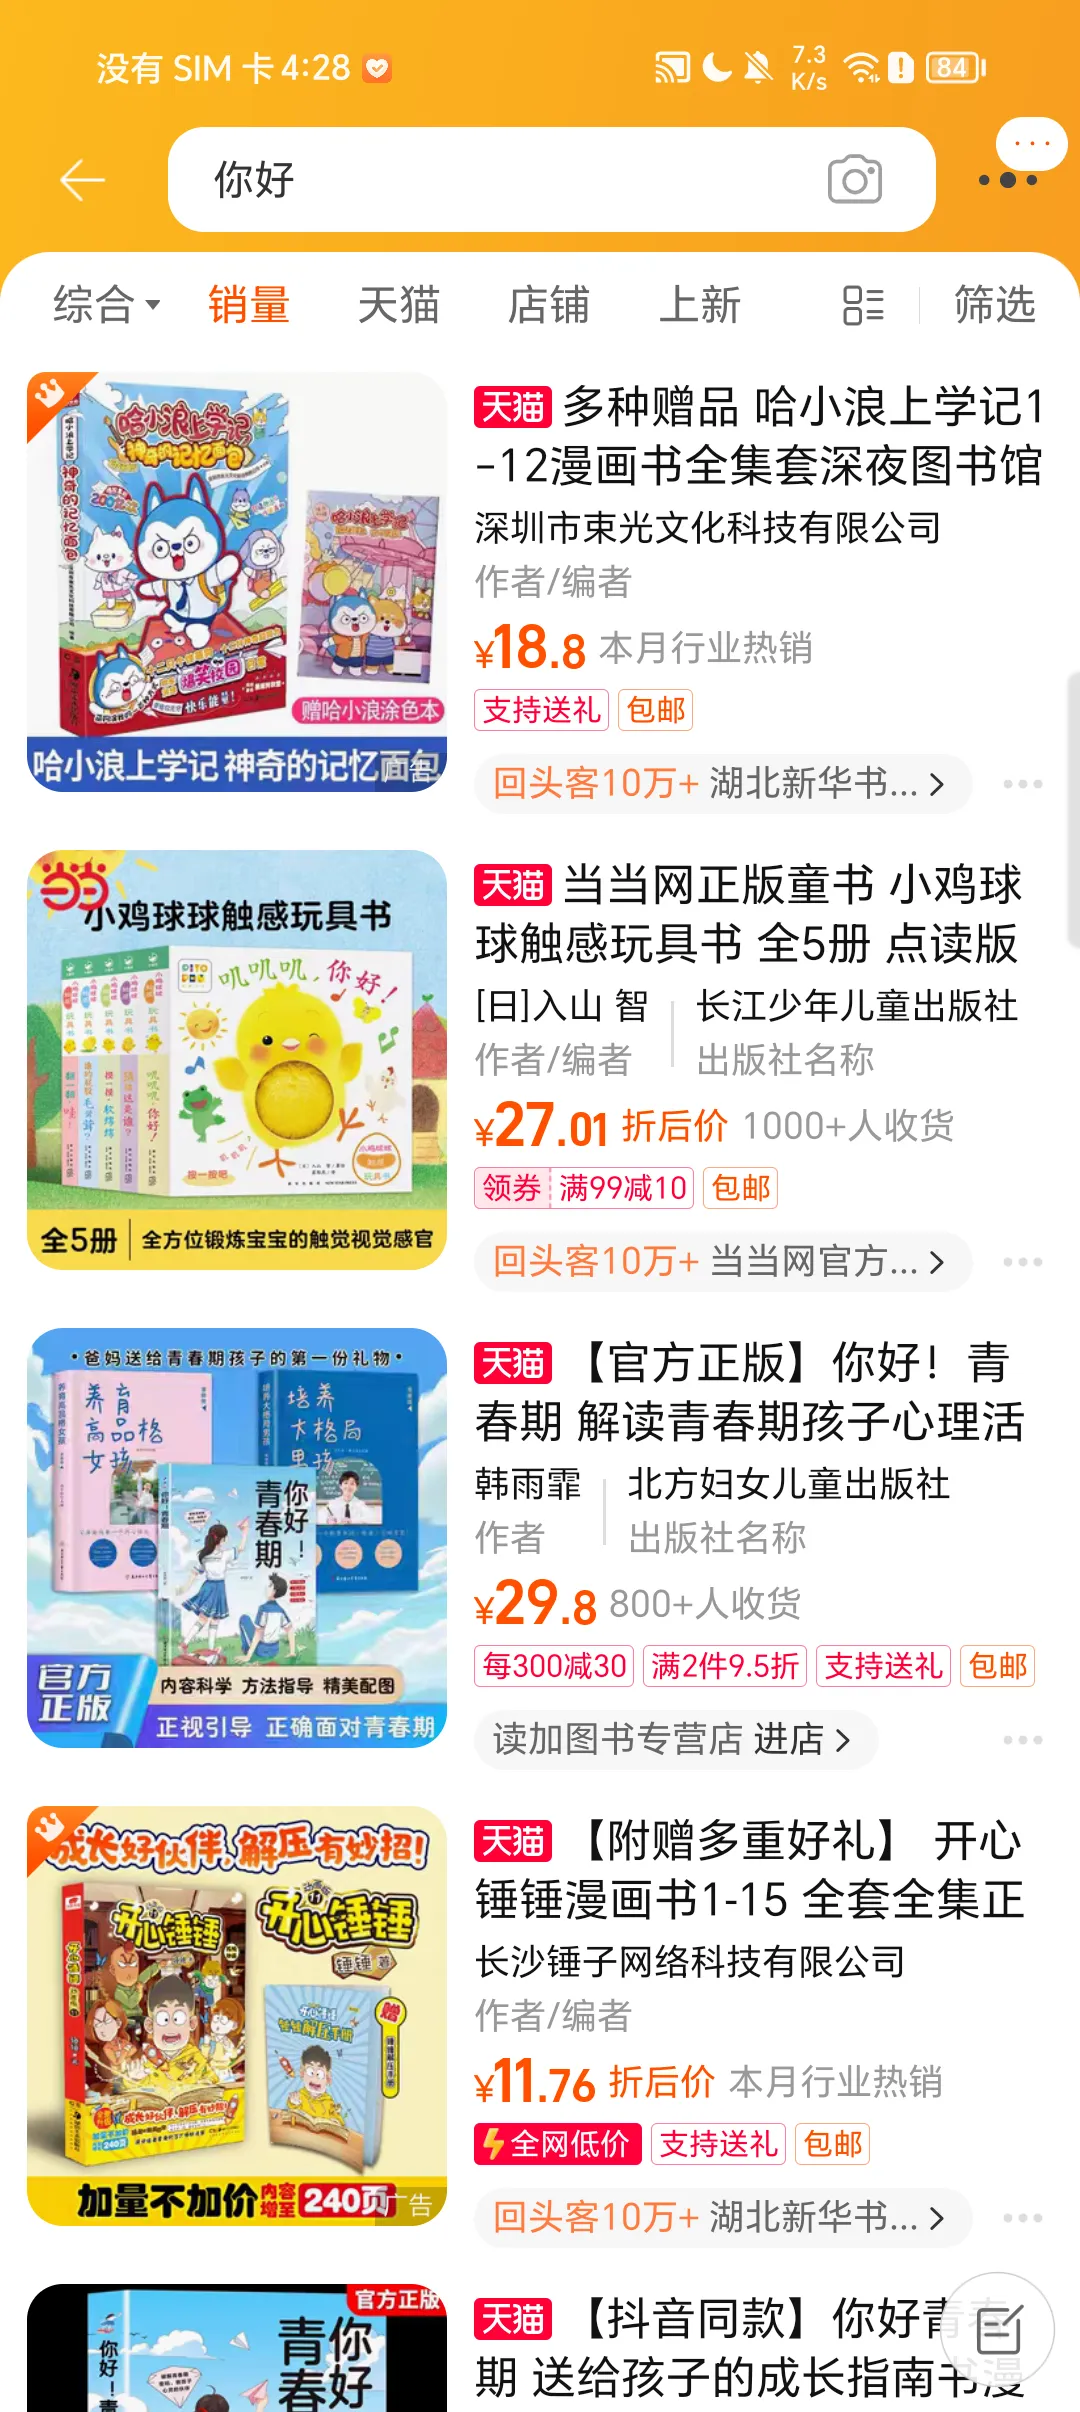 没有 SIM 卡 4:28
7.3
K/s
84
你好
综合
销量
天猫
店铺
上新
筛选
哈小浪上学记
神奇的记忆面包
爆笑校园
快乐能量!
赠哈小浪涂色本
哈小浪上学记 神奇的记忆面包
广告
天猫 多种赠品 哈小浪上学记1
-12漫画书全集套深夜图书馆
深圳市束光文化科技有限公司
作者/编者
¥18.8 本月行业热销
支持送礼 包邮
回头客10万+ 湖北新华书...
当当
小鸡球球触感玩具书
叽叽叽,你好!
按一按吧
全5册 全方位锻炼宝宝的触觉视觉感官
天猫 当当网正版童书 小鸡球
球触感玩具书 全5册 点读版
[日]入山 智 长江少年儿童出版社
作者/编者 出版社名称
¥27.01 折后价 1000+人收货
领券 满99减10 包邮
回头客10万+ 当当网官方...
•爸妈送给青春期孩子的第一份礼物•
养育
高品格
女孩
培养
大格局
男孩
你好!
青春期
官方
正版
内容科学 方法指导 精美配图
正视引导 正确面对青春期
天猫 【官方正版】你好！青
春期 解读青春期孩子心理活
韩雨霏 北方妇女儿童出版社
作者 出版社名称
¥29.8 800+人收货
每300减30 满2件9.5折 支持送礼 包邮
读加图书专营店 进店
成长好伙伴,解压有妙招!
开心锤锤
开心锤锤
锤锤 著
赠
锤锤解压手册
加量不加价 内容增至 240页
广告
天猫 【附赠多重好礼】 开心
锤锤漫画书1-15 全套全集正
长沙锤子网络科技有限公司
作者/编者
¥11.76 折后价 本月行业热销
全网低价 支持送礼 包邮
回头客10万+ 湖北新华书...
官方正版
你好
青春
你好!青
天猫 【抖音同款】你好青春
期 送给孩子的成长指南书漫